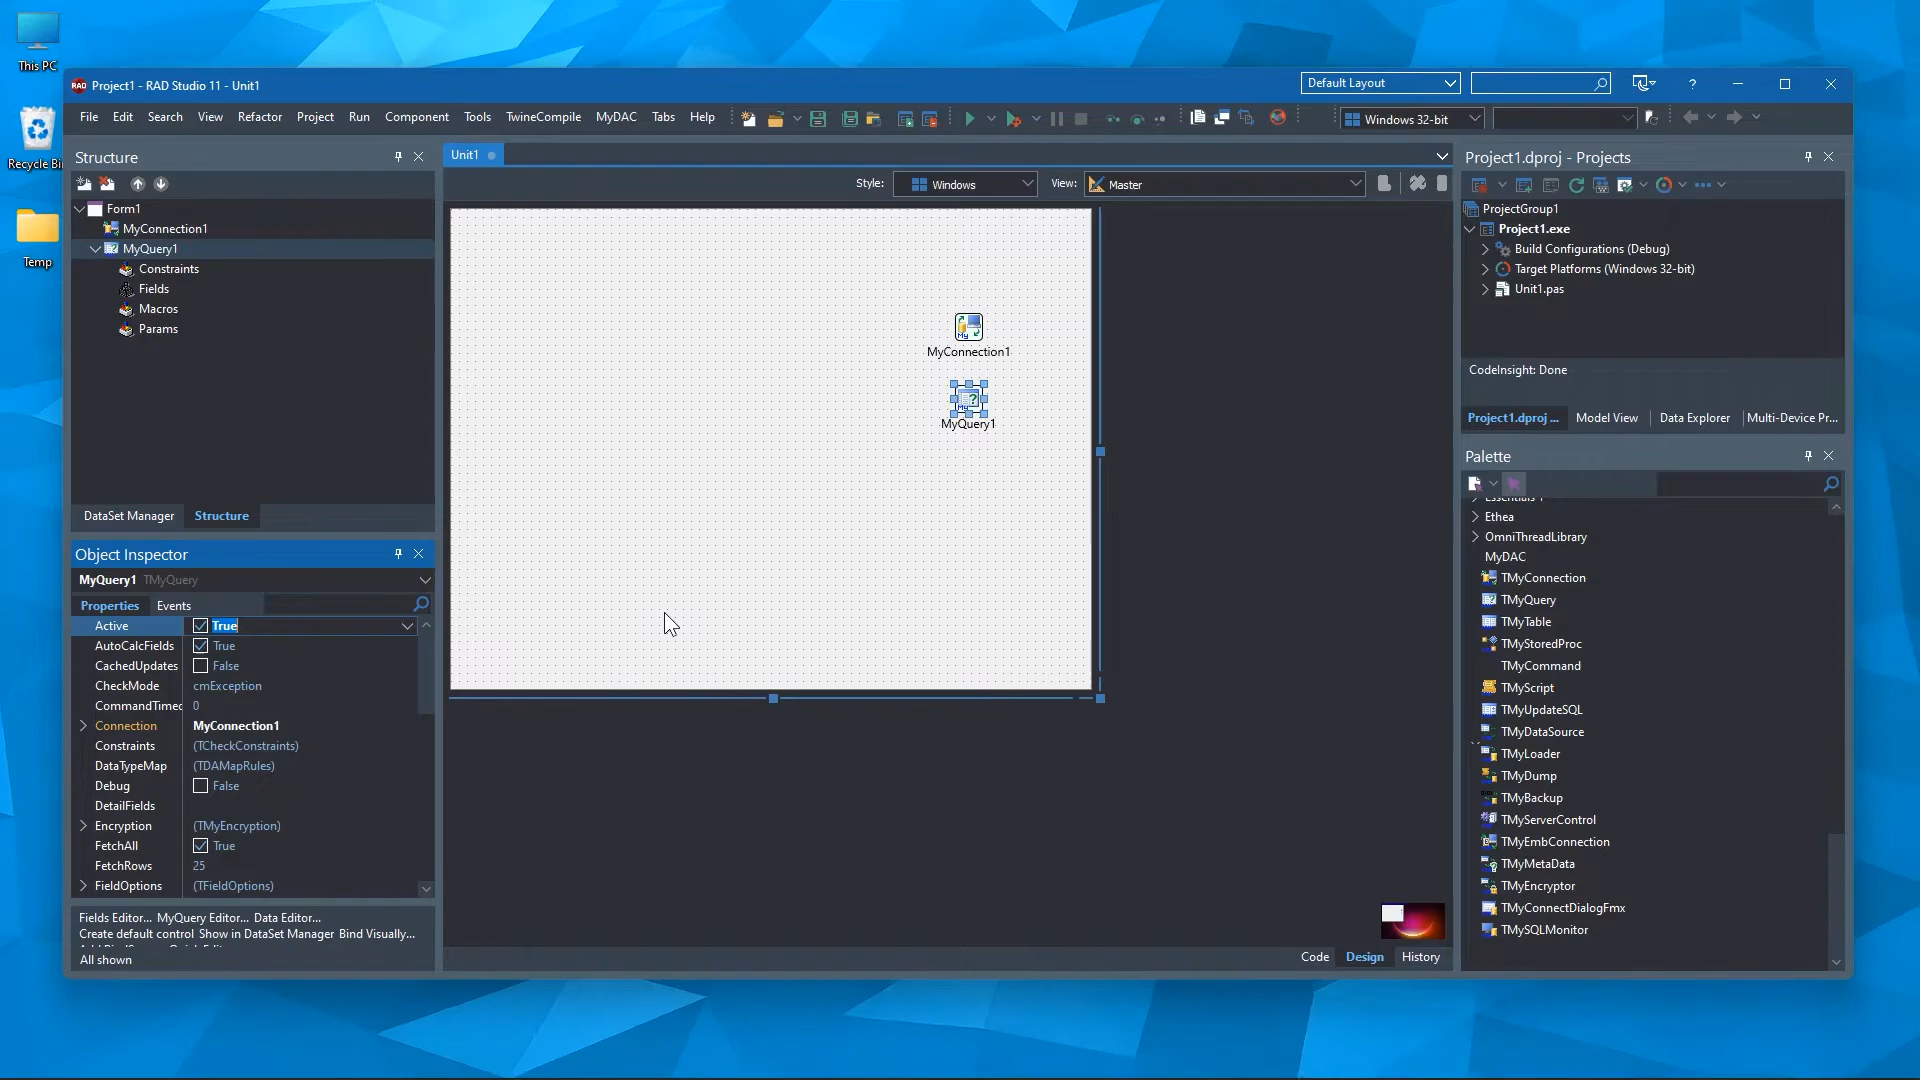 This PC
Recycle Bi
Temp
Project1 - RAD Studio 11 - Unit1
Default Layout
?
File Edit Search View Refactor Project Run Component Tools TwineCompile MyDAC Tabs Help
Windows 32-bit
Structure
Form1
MyConnection1
MyQuery1
Constraints
Fields
Macros
Params
DataSet Manager Structure
Object Inspector
MyQuery1 TMyQuery
Properties Events
Active True
AutoCalcFields True
CachedUpdates False
CheckMode cmException
CommandTimec 0
Connection MyConnection1
Constraints (TCheckConstraints)
DataTypeMap (TDAMapRules)
Debug False
DetailFields
Encryption (TMyEncryption)
FetchAll True
FetchRows 25
FieldOptions (TFieldOptions)
Fields Editor... MyQuery Editor... Data Editor...
Create default control Show in DataSet Manager Bind Visually...
All shown
Unit1
Style: Windows View: Master
MyConnection1
MyQuery1
Code Design History
Project1.dproj - Projects
ProjectGroup1
Project1.exe
Build Configurations (Debug)
Target Platforms (Windows 32-bit)
Unit1.pas
CodeInsight: Done
Project1.dproj ... Model View Data Explorer Multi-Device Pr...
Palette
Ethea
OmniThreadLibrary
MyDAC
TMyConnection
TMyQuery
TMyTable
TMyStoredProc
TMyCommand
TMyScript
TMyUpdateSQL
TMyDataSource
TMyLoader
TMyDump
TMyBackup
TMyServerControl
TMyEmbConnection
TMyMetaData
TMyEncryptor
TMyConnectDialogFmx
TMySQLMonitor